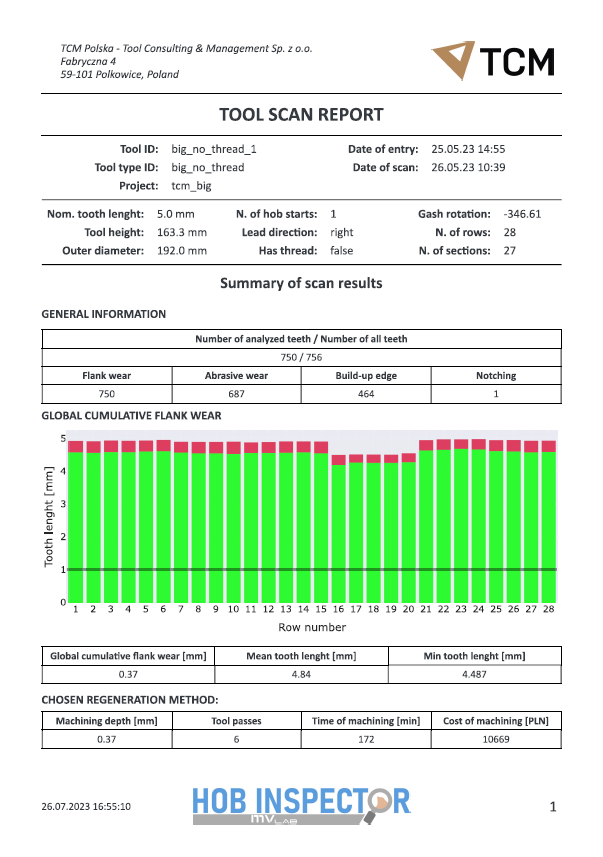 TCM Polska - Tool Consulting & Management Sp. z o.o.
Fabryczna 4
59-101 Polkowice, Poland
TCM
TOOL SCAN REPORT
Tool ID: big_no_thread_1 Date of entry: 25.05.23 14:55
Tool type ID: big_no_thread Date of scan: 26.05.23 10:39
Project: tcm_big
Nom. tooth lenght: 5.0 mm N. of hob starts: 1 Gash rotation: -346.61
Tool height: 163.3 mm Lead direction: right N. of rows: 28
Outer diameter: 192.0 mm Has thread: false N. of sections: 27
Summary of scan results
GENERAL INFORMATION
Number of analyzed teeth / Number of all teeth
750 / 756
Flank wear Abrasive wear Build-up edge Notching
750 687 464 1
GLOBAL CUMULATIVE FLANK WEAR
Tooth lenght [mm]
5
4
3
2
1
0
1 2 3 4 5 6 7 8 9 10 11 12 13 14 15 16 17 18 19 20 21 22 23 24 25 26 27 28
Row number
Global cumulative flank wear [mm] Mean tooth lenght [mm] Min tooth lenght [mm]
0.37 4.84 4.487
CHOSEN REGENERATION METHOD:
Machining depth [mm] Tool passes Time of machining [min] Cost of machining [PLN]
0.37 6 172 10669
HOB INSPECTOR
mv LAB
26.07.2023 16:55:10 1